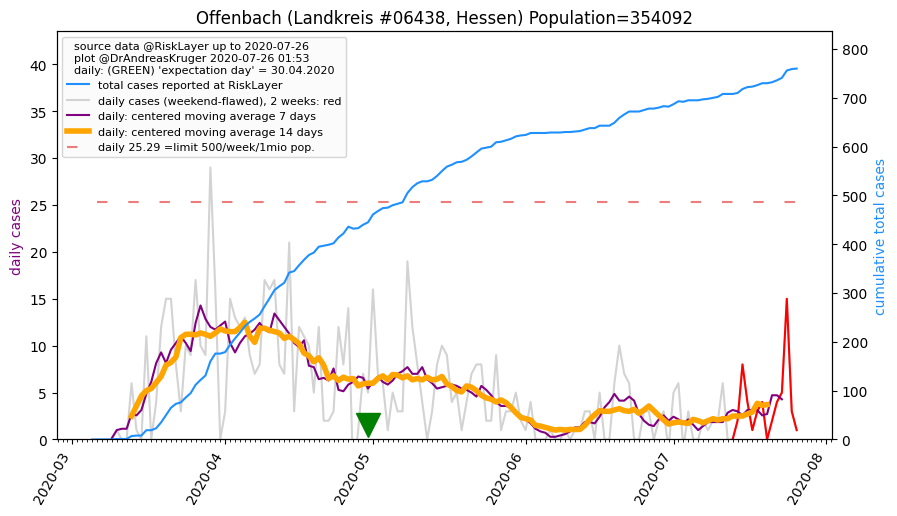 Offenbach (Landkreis #06438, Hessen) Population=354092
source data @RiskLayer up to 2020-07-26
plot @DrAndreasKruger 2020-07-26 01:53
daily: (GREEN) 'expectation day' = 30.04.2020
total cases reported at RiskLayer
daily cases (weekend-flawed), 2 weeks: red
daily: centered moving average 7 days
daily: centered moving average 14 days
daily 25.29 =limit 500/week/1mio pop.
daily cases
40
35
30
25
20
15
10
5
0
cumulative total cases
800
700
600
500
400
300
200
100
0
2020-03
2020-04
2020-05
2020-06
2020-07
2020-08